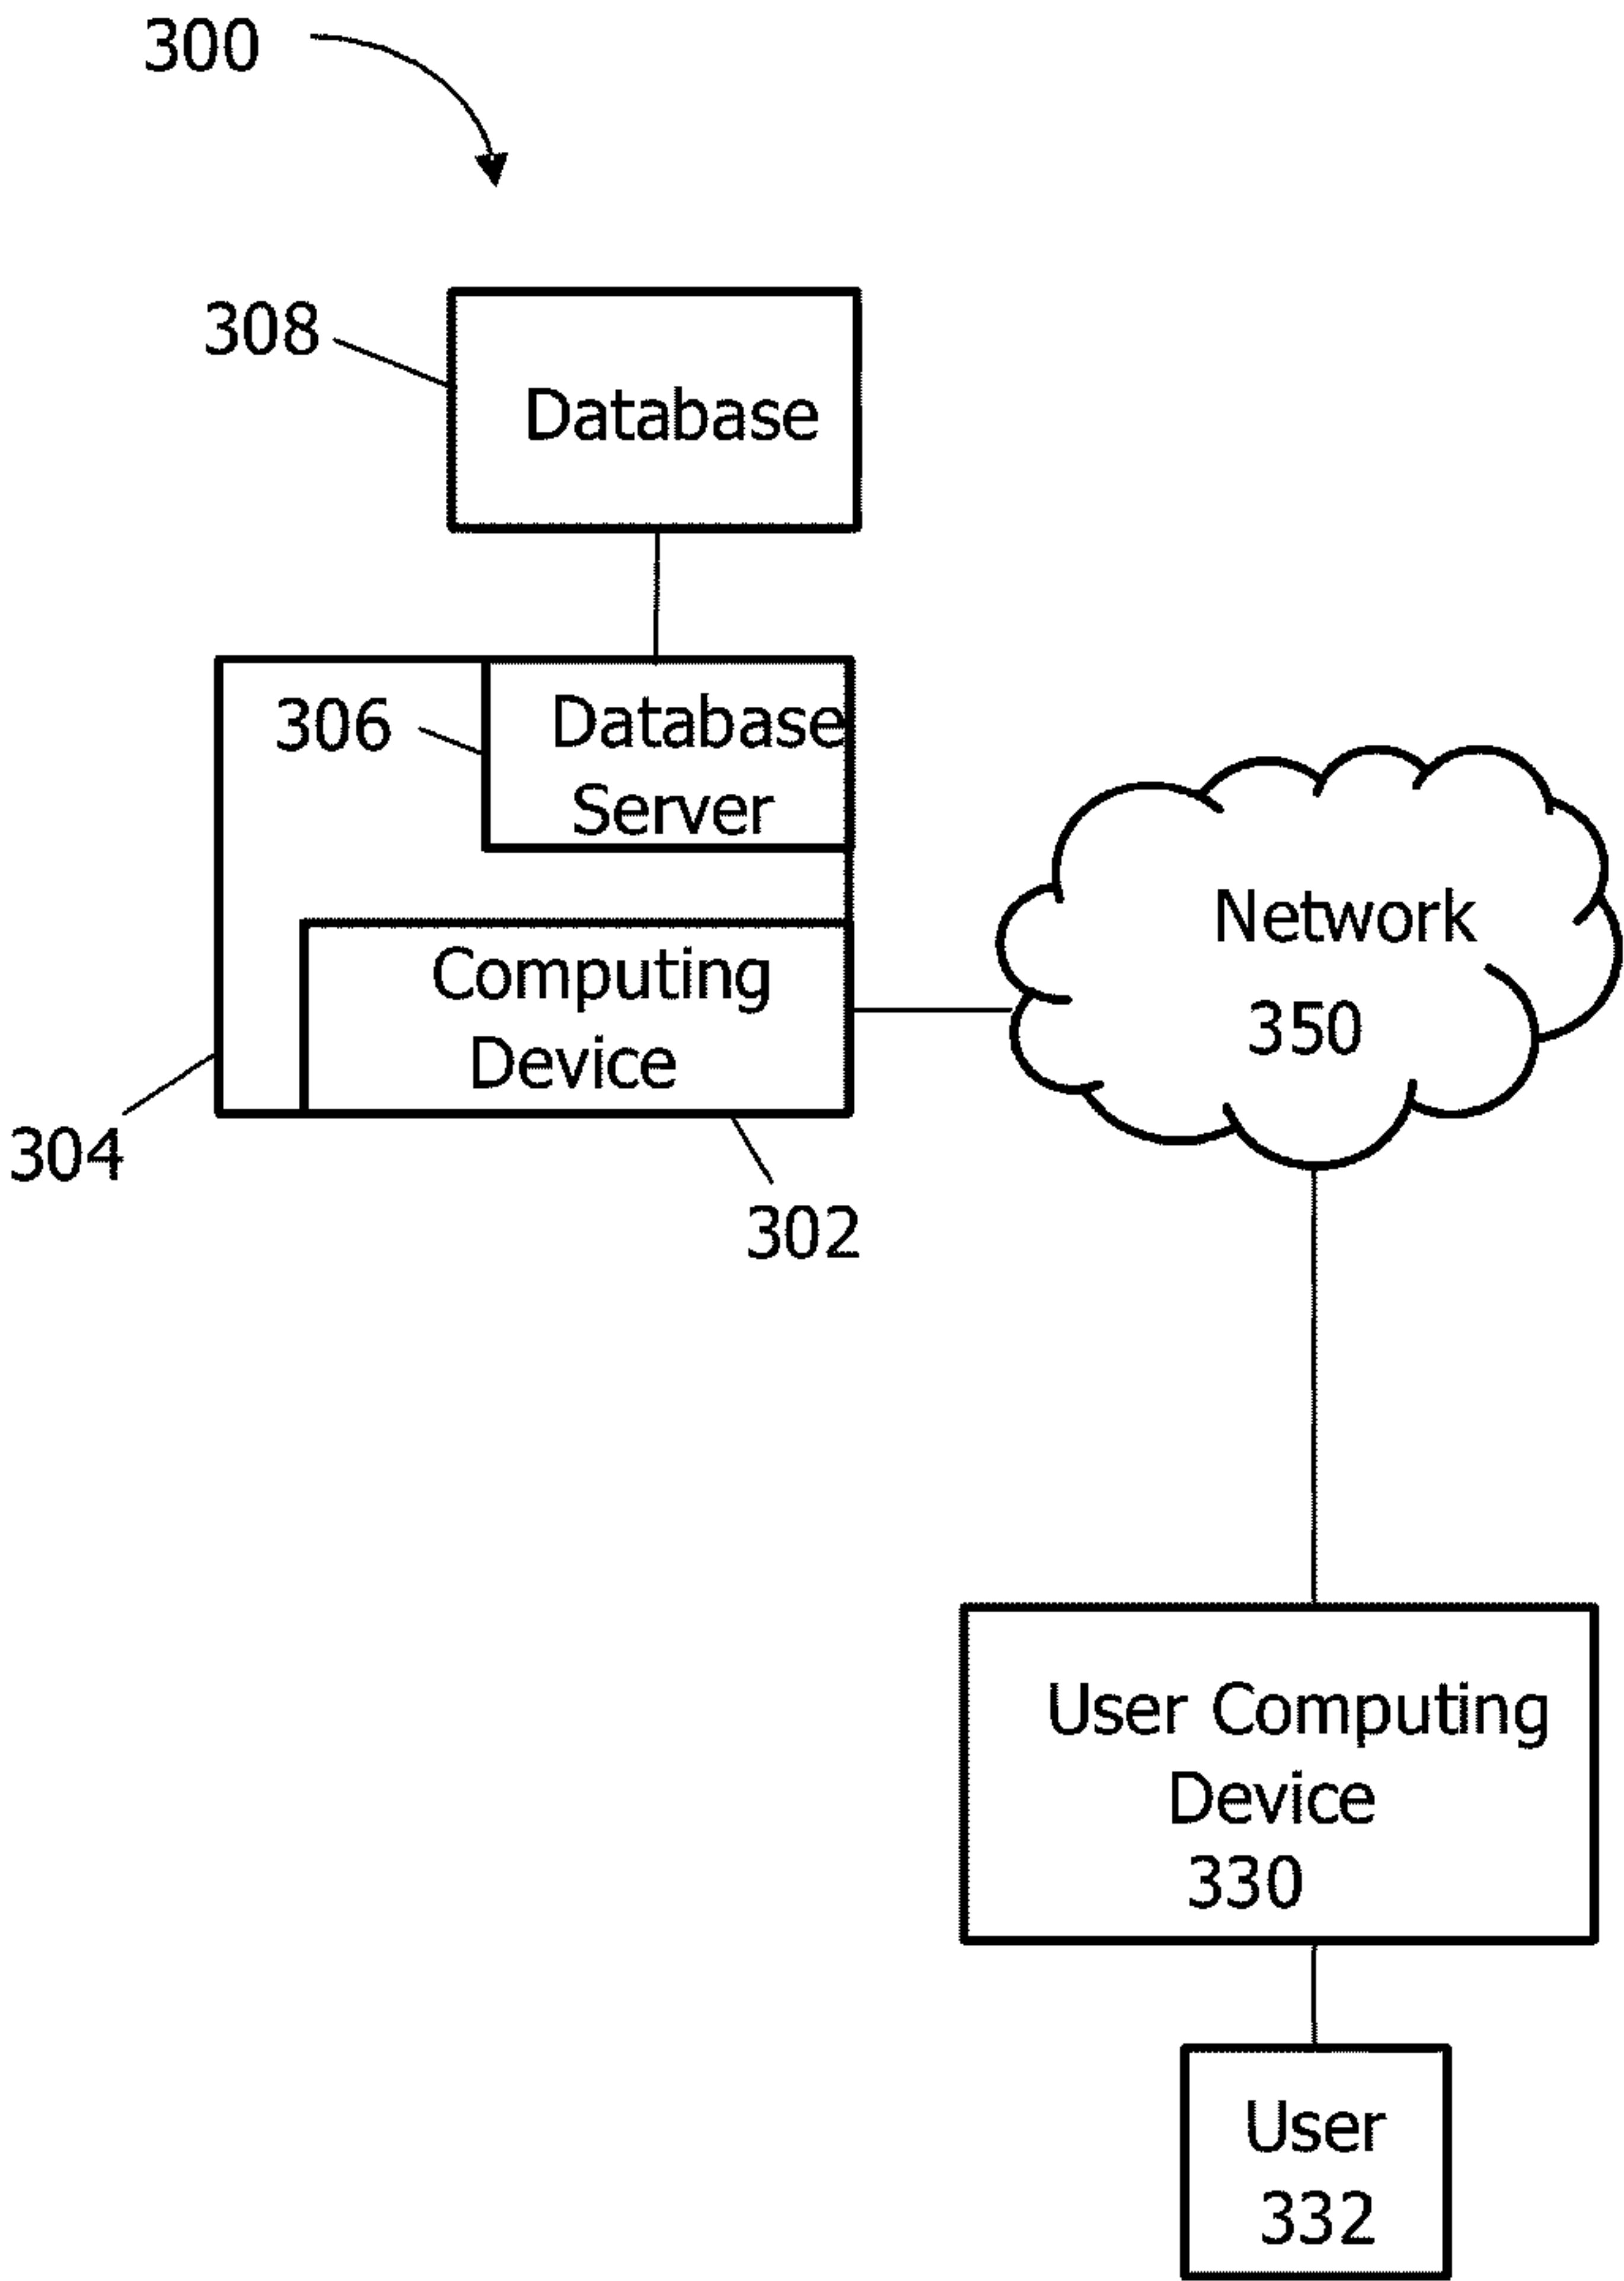 300
308
Database
306
Database
Server
Computing
Device
304
302
Network
350
User Computing
Device
330
User
332